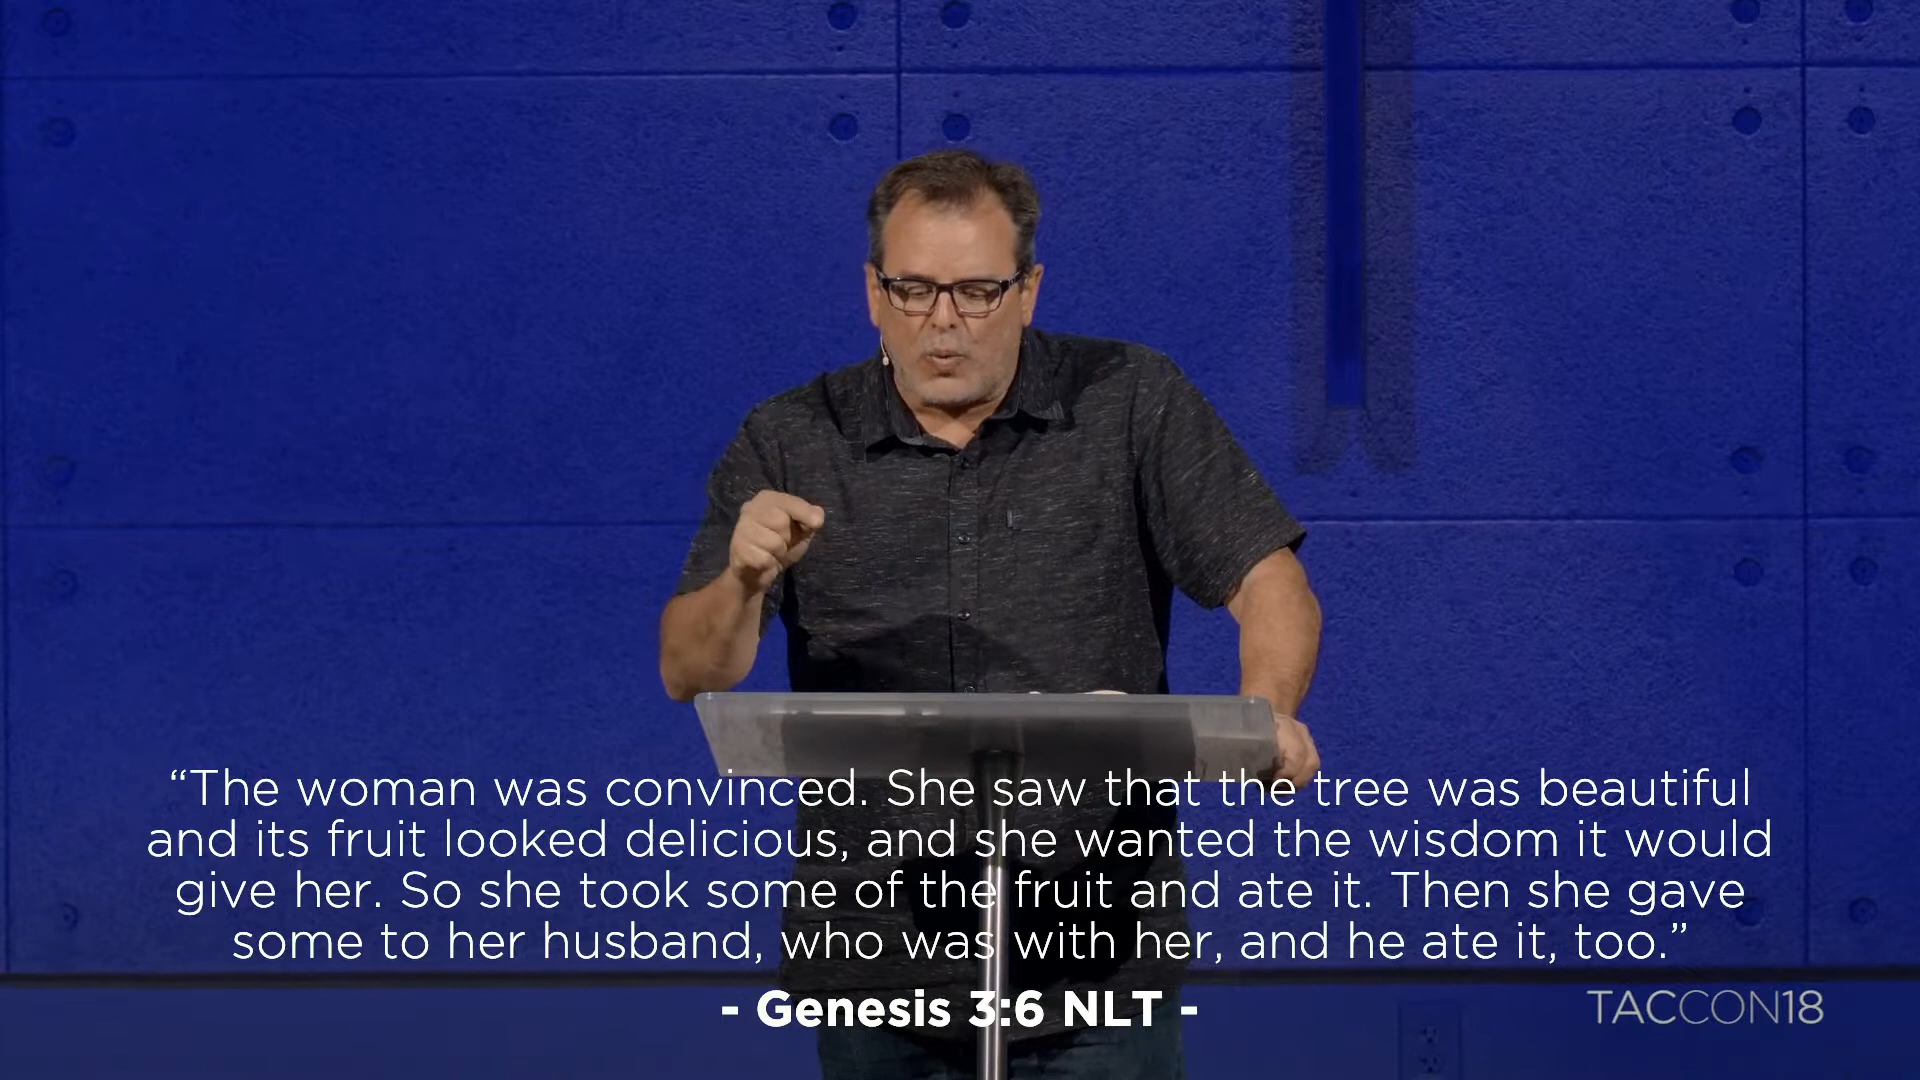 “The woman was convinced. She saw that the tree was beautiful
and its fruit looked delicious, and she wanted the wisdom it would
give her. So she took some of the fruit and ate it. Then she gave
some to her husband, who was with her, and he ate it, too.”
- Genesis 3:6 NLT -
TACCON18